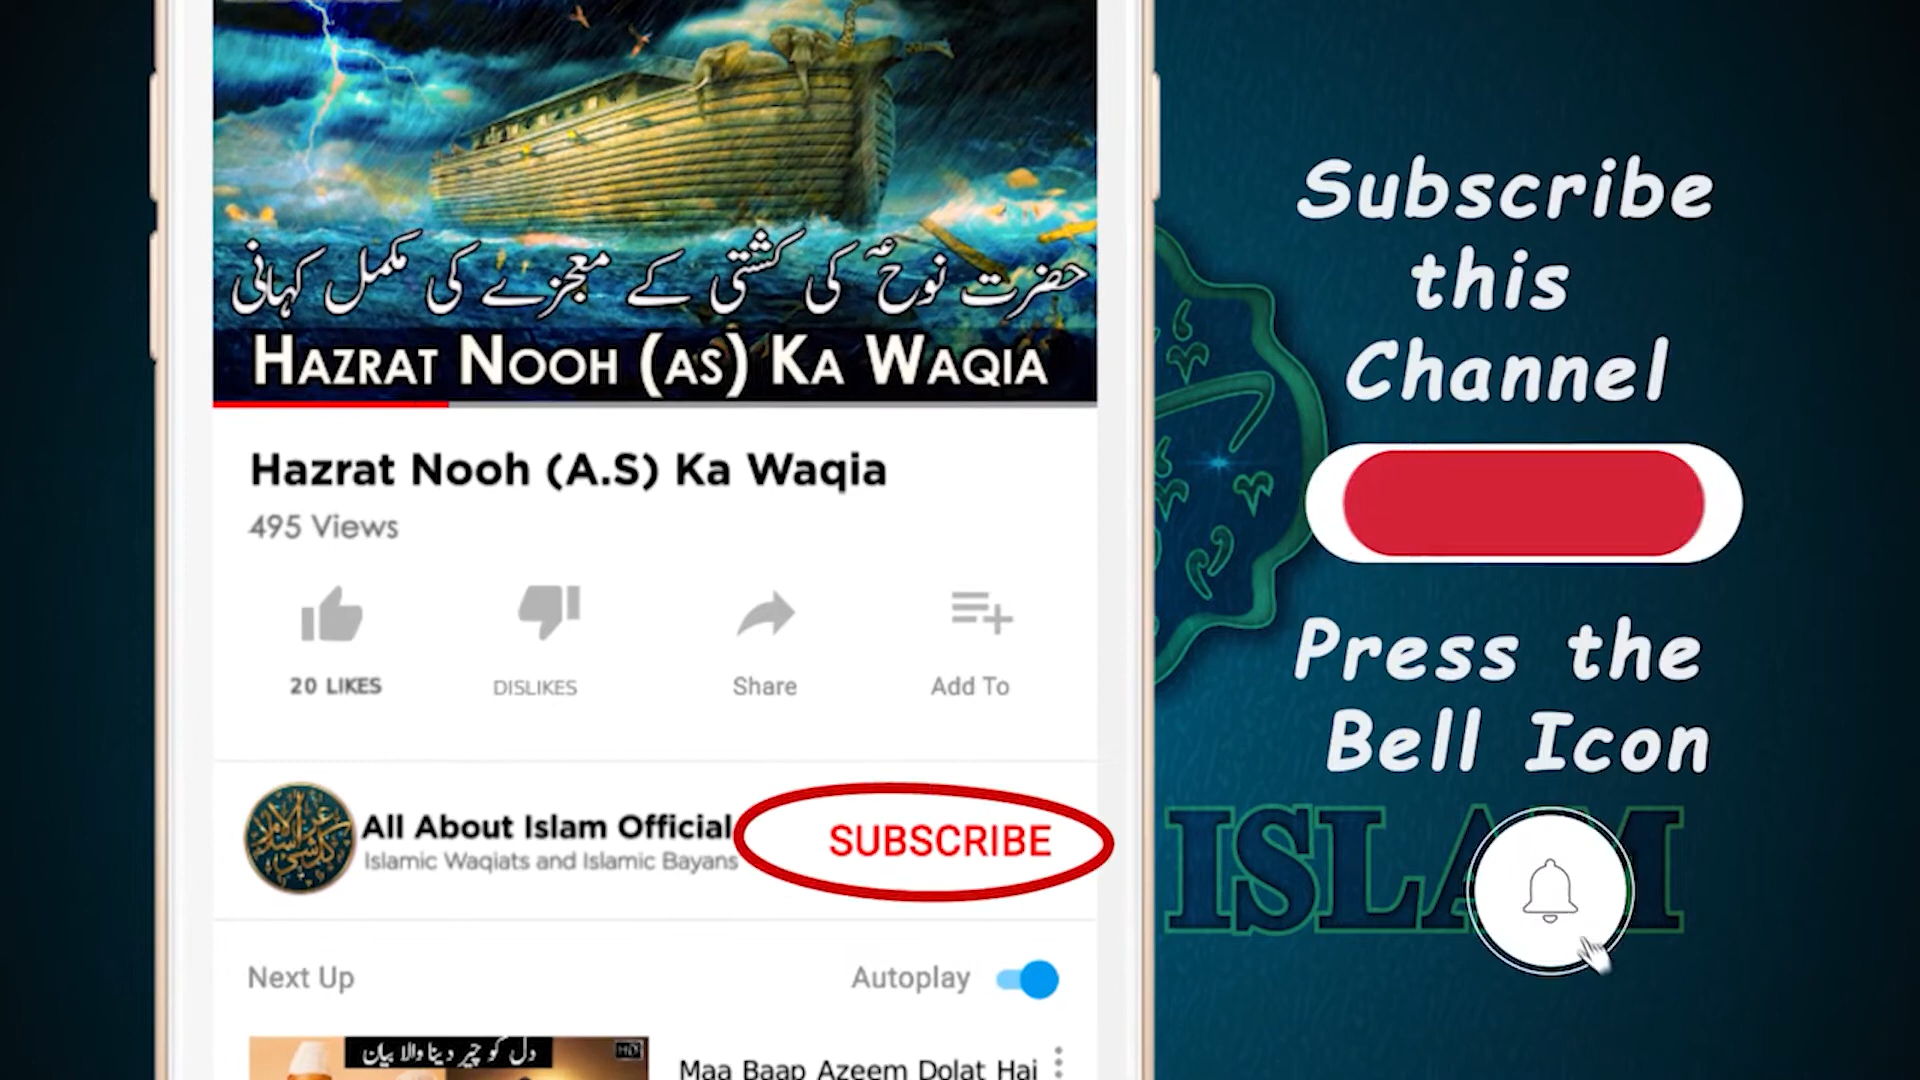 حضرت نوحؑ کی کشتی کے معجزے کی مکمل کہانی
HAZRAT NOOH (AS) KA WAQIA
Hazrat Nooh (A.S) Ka Waqia
495 Views
20 LIKES
DISLIKES
Share
Add To
All About Islam Official
Islamic Waqiats and Islamic Bayans
SUBSCRIBE
Next Up
Autoplay
دل کو چیر دینا والا بیان
HD
Maa Baap Azeem Dolat Hai
Subscribe
this
Channel
Press the
Bell Icon
ISLAM